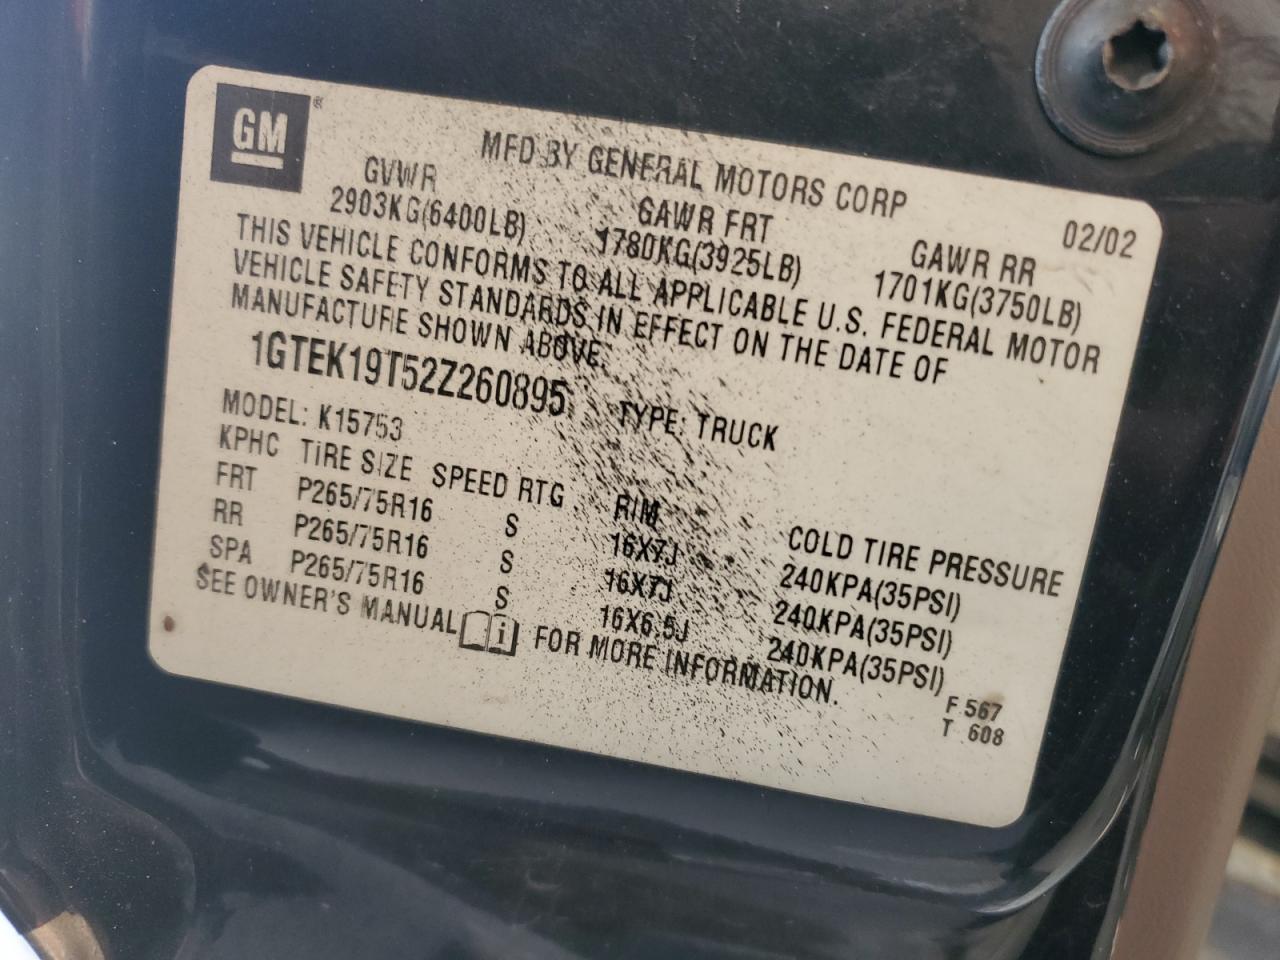 GM®
MFD BY GENERAL MOTORS CORP
02/02
GVWR GAWR FRT GAWR RR
2903KG(6400LB) 1780KG(3925LB) 1701KG(3750LB)
THIS VEHICLE CONFORMS TO ALL APPLICABLE U.S. FEDERAL MOTOR
VEHICLE SAFETY STANDARDS IN EFFECT ON THE DATE OF
MANUFACTURE SHOWN ABOVE.
1GTEK19T52Z260895 TYPE: TRUCK
MODEL: K15753
KPHC TIRE SIZE SPEED RTG RIM COLD TIRE PRESSURE
FRT P265/75R16 S 16X7J 240KPA(35PSI)
RR P265/75R16 S 16X7J 240KPA(35PSI)
SPA P265/75R16 S 16X6.5J 240KPA(35PSI)
SEE OWNER'S MANUAL FOR MORE INFORMATION.
F 567
T 608